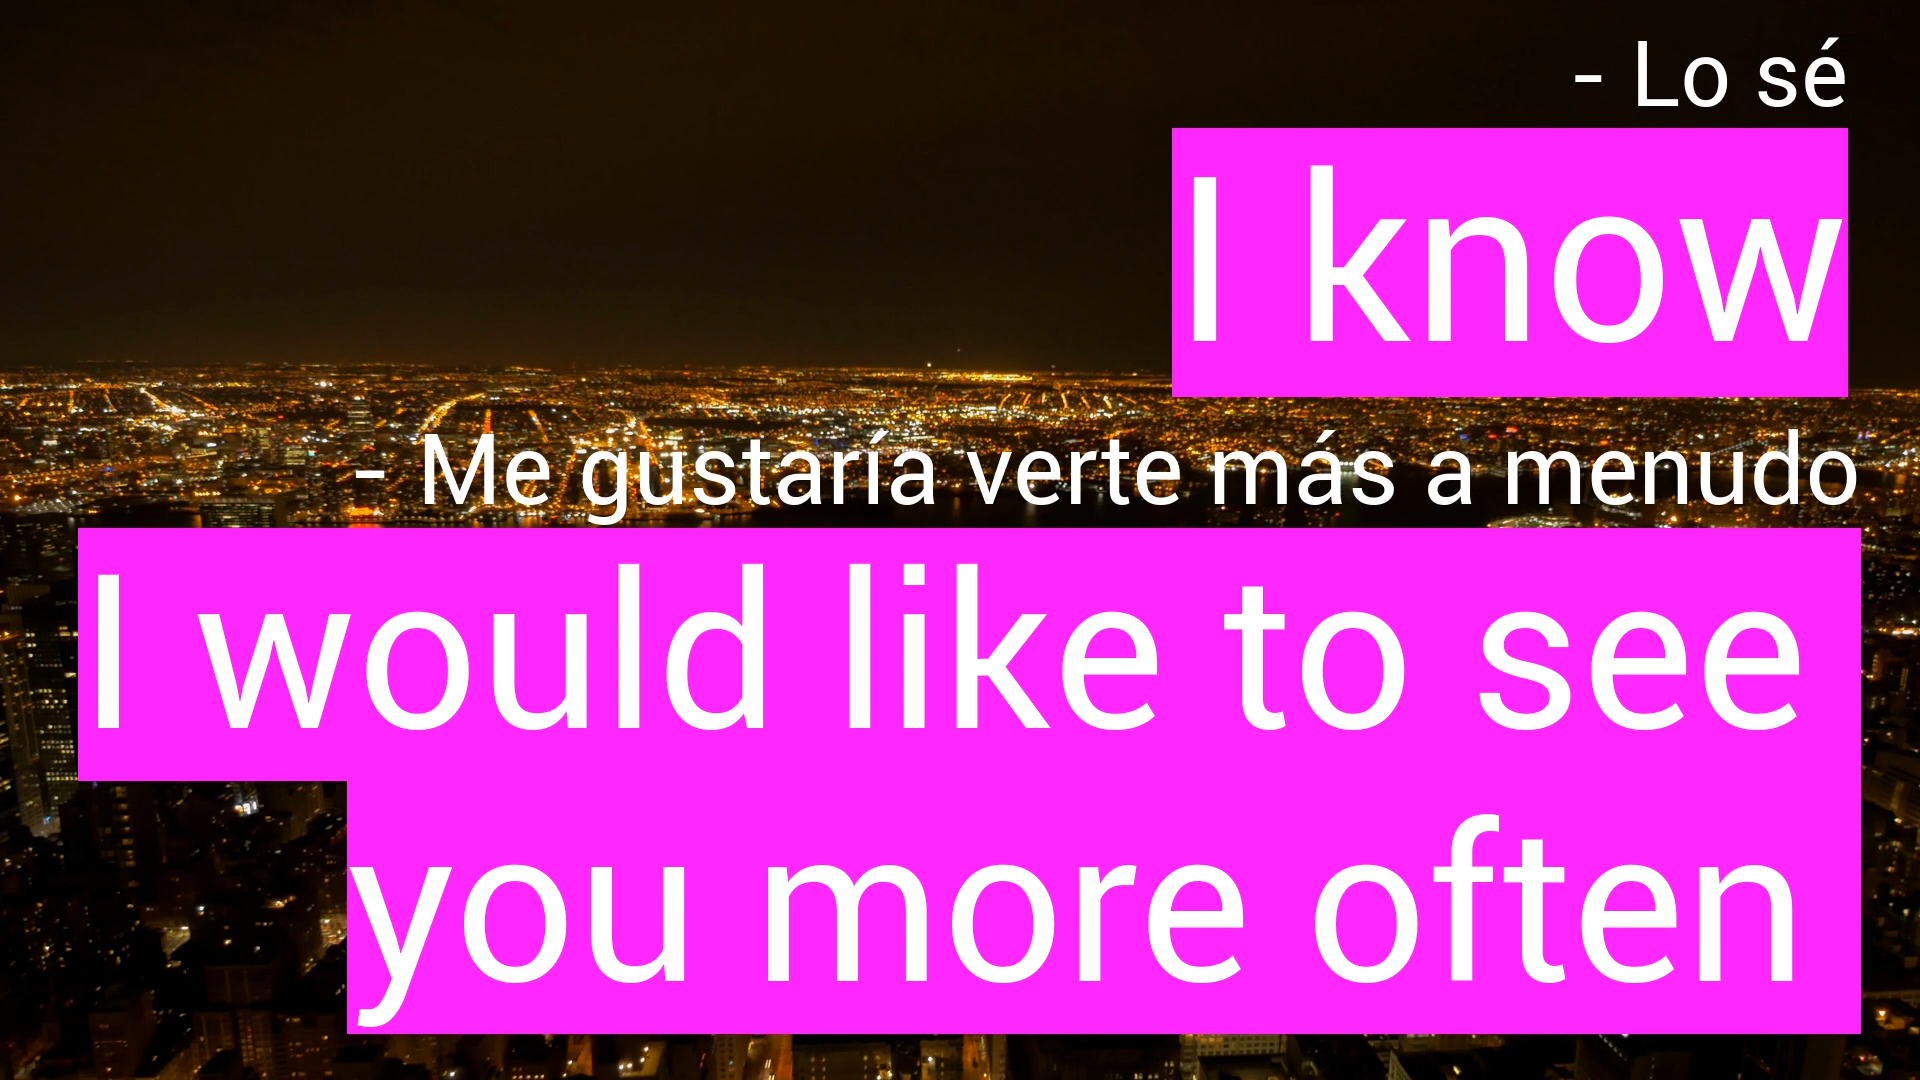 - Lo sé
I know
- Me gustaría verte más a menudo
I would like to see
you more often